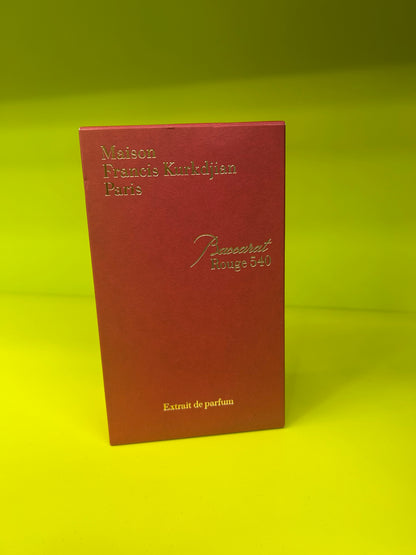 Maison
Francis Kurkdjian
Paris
Baccarat
Rouge 540
Extrait de parfum